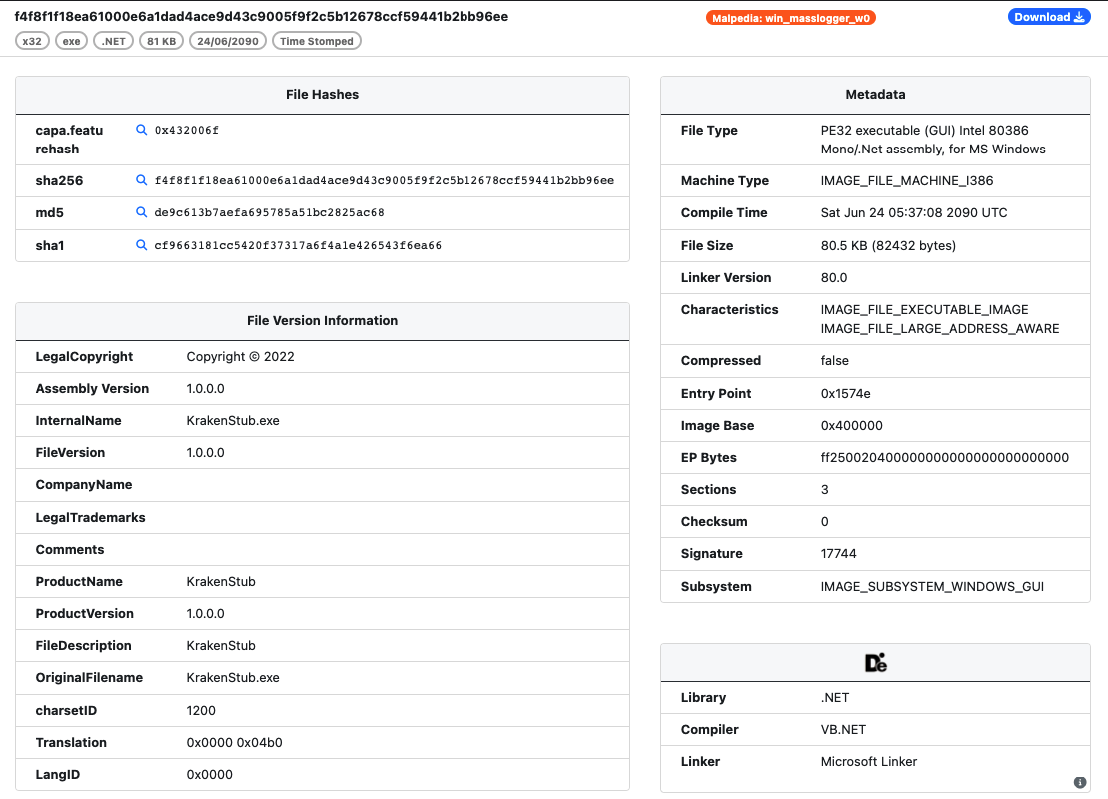 f4f8f1f18ea61000e6a1dad4ace9d43c9005f9f2c5b12678ccf59441b2bb96ee
Malpedia: win_masslogger_w0
Download
x32 exe .NET 81 KB 24/06/2090 Time Stomped
File Hashes
capa.featu
rehash
0x432006f
sha256 f4f8f1f18ea61000e6a1dad4ace9d43c9005f9f2c5b12678ccf59441b2bb96ee
md5 de9c613b7aefa695785a51bc2825ac68
sha1 cf9663181cc5420f37317a6f4a1e426543f6ea66
File Version Information
LegalCopyright Copyright © 2022
Assembly Version 1.0.0.0
InternalName KrakenStub.exe
FileVersion 1.0.0.0
CompanyName
LegalTrademarks
Comments
ProductName KrakenStub
ProductVersion 1.0.0.0
FileDescription KrakenStub
OriginalFilename KrakenStub.exe
charsetID 1200
Translation 0x0000 0x04b0
LangID 0x0000
Metadata
File Type PE32 executable (GUI) Intel 80386
Mono/.Net assembly, for MS Windows
Machine Type IMAGE_FILE_MACHINE_I386
Compile Time Sat Jun 24 05:37:08 2090 UTC
File Size 80.5 KB (82432 bytes)
Linker Version 80.0
Characteristics IMAGE_FILE_EXECUTABLE_IMAGE
IMAGE_FILE_LARGE_ADDRESS_AWARE
Compressed false
Entry Point 0x1574e
Image Base 0x400000
EP Bytes ff250020400000000000000000000000
Sections 3
Checksum 0
Signature 17744
Subsystem IMAGE_SUBSYSTEM_WINDOWS_GUI
De
Library .NET
Compiler VB.NET
Linker Microsoft Linker